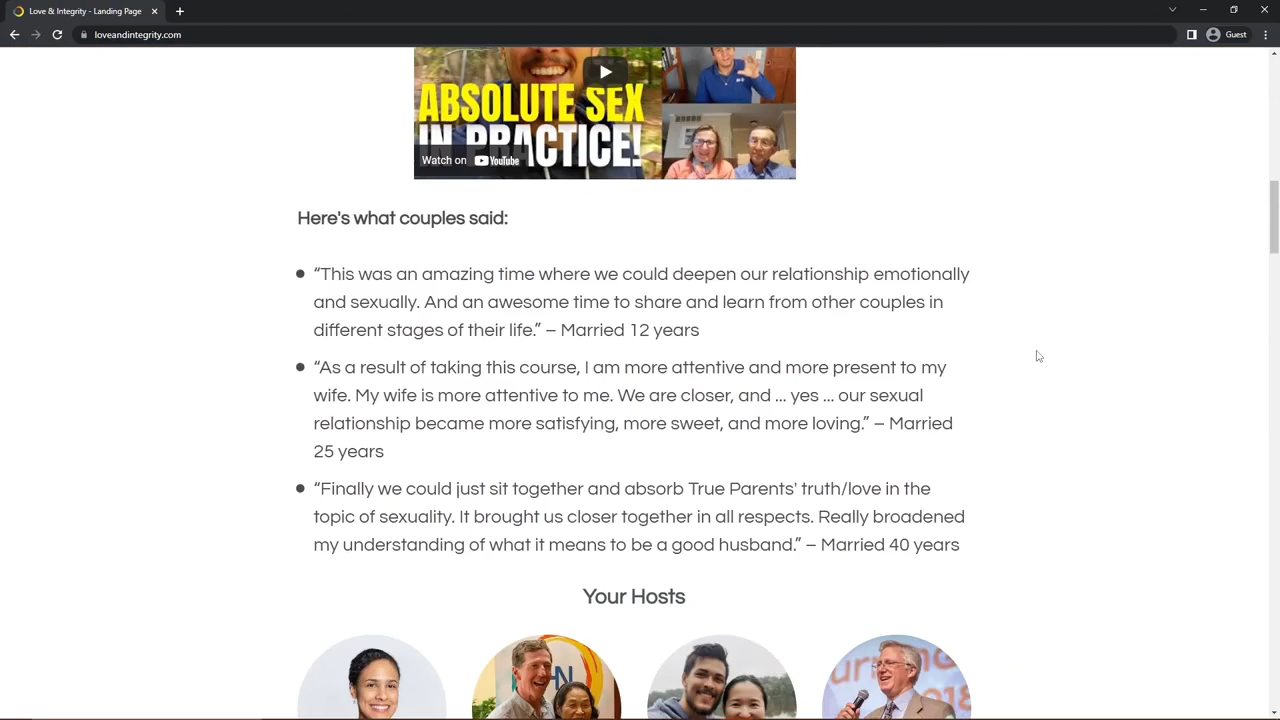 Love & Integrity - Landing Page
loveandintegrity.com
Guest
ABSOLUTE SEX
IN PRACTICE!
Watch on YouTube
Here's what couples said:
“This was an amazing time where we could deepen our relationship emotionally
and sexually. And an awesome time to share and learn from other couples in
different stages of their life.” – Married 12 years
“As a result of taking this course, I am more attentive and more present to my
wife. My wife is more attentive to me. We are closer, and ... yes ... our sexual
relationship became more satisfying, more sweet, and more loving.” – Married
25 years
“Finally we could just sit together and absorb True Parents' truth/love in the
topic of sexuality. It brought us closer together in all respects. Really broadened
my understanding of what it means to be a good husband.” – Married 40 years
Your Hosts